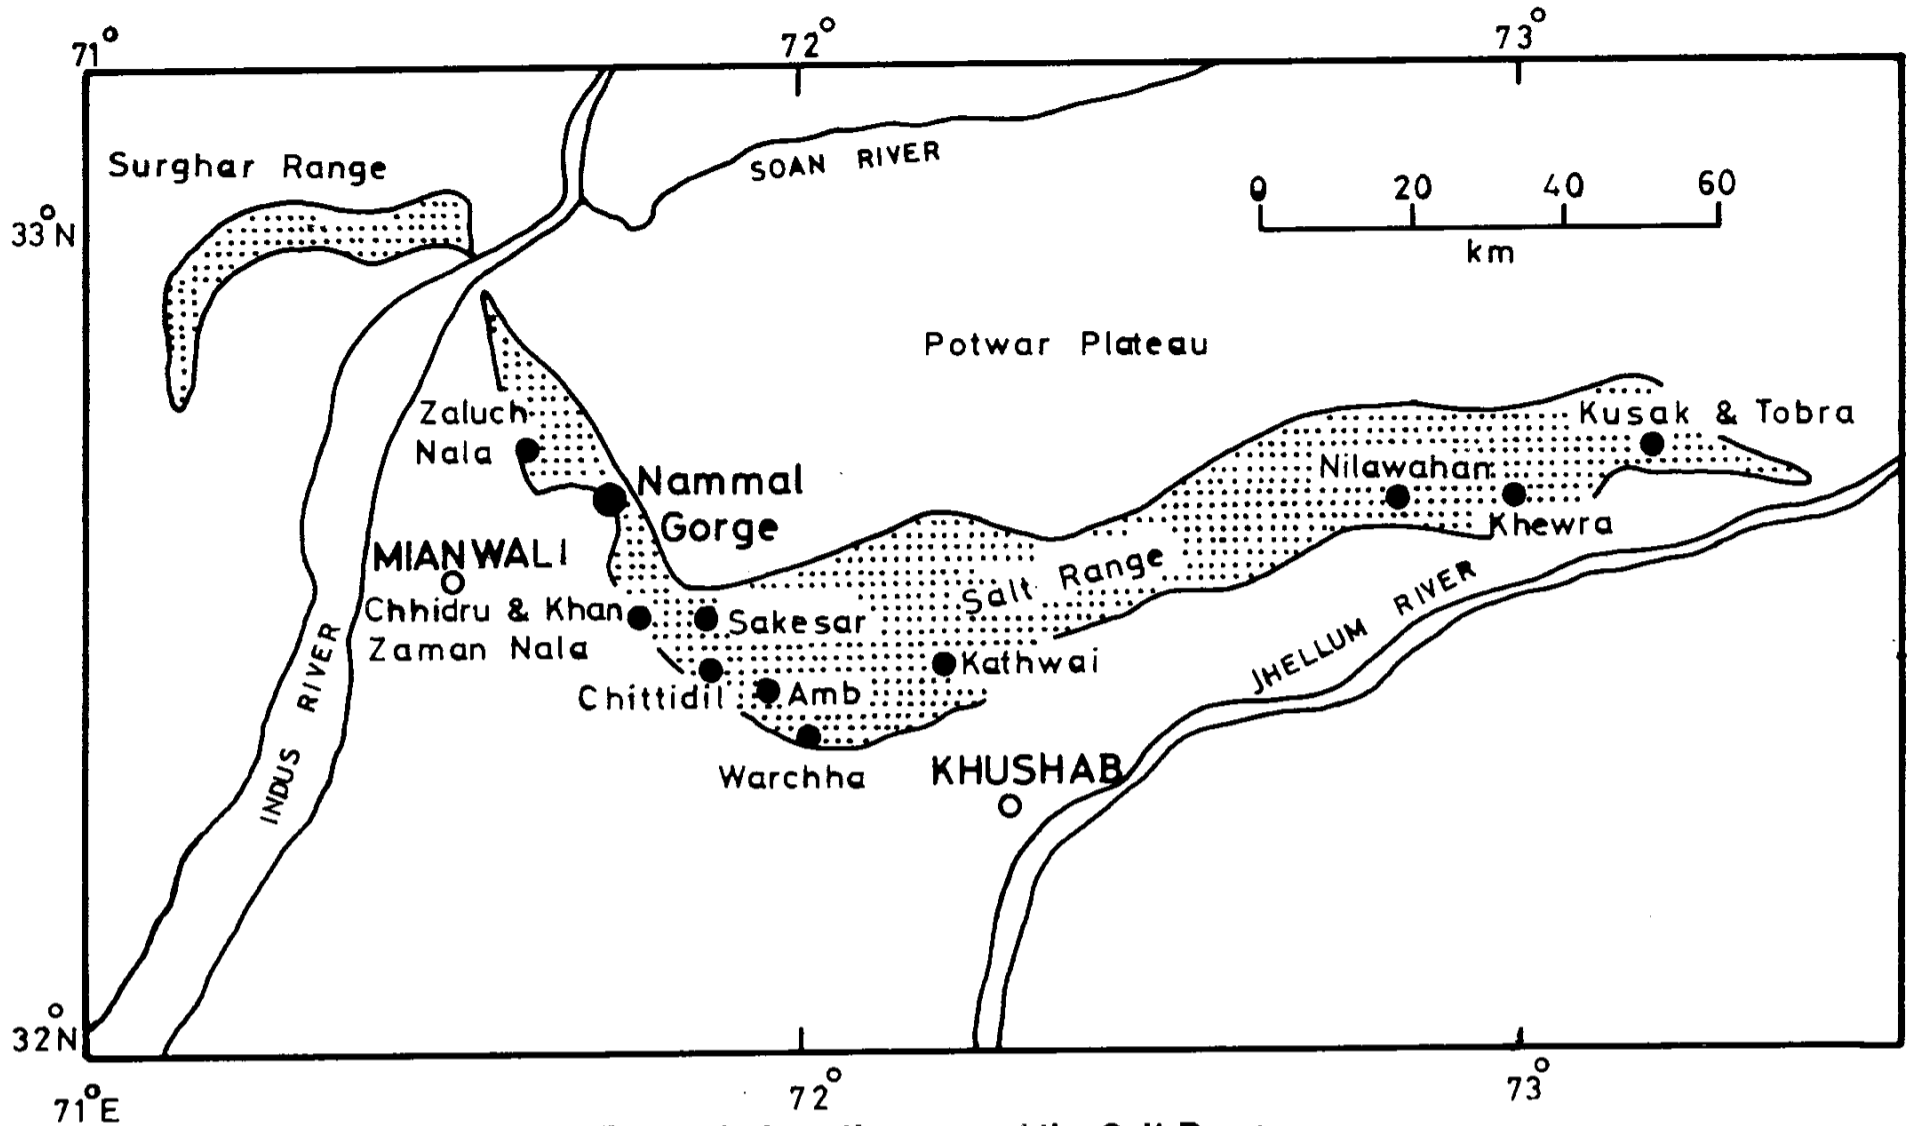 71° 72° 73°
Surghar Range
SOAN RIVER
33°N
0 20 40 60
km
Potwar Plateau
Zaluch
Nala
Kusak & Tobra
Nammal
Gorge
Nilawahan
Khewra
MIANWALI
Salt Range
Chhidru & Khan
Zaman Nala
Sakesar
JHELLUM RIVER
Kathwai
Chittidil
Amb
INDUS RIVER
Warchha
KHUSHAB
32°N
71°E 72° 73°